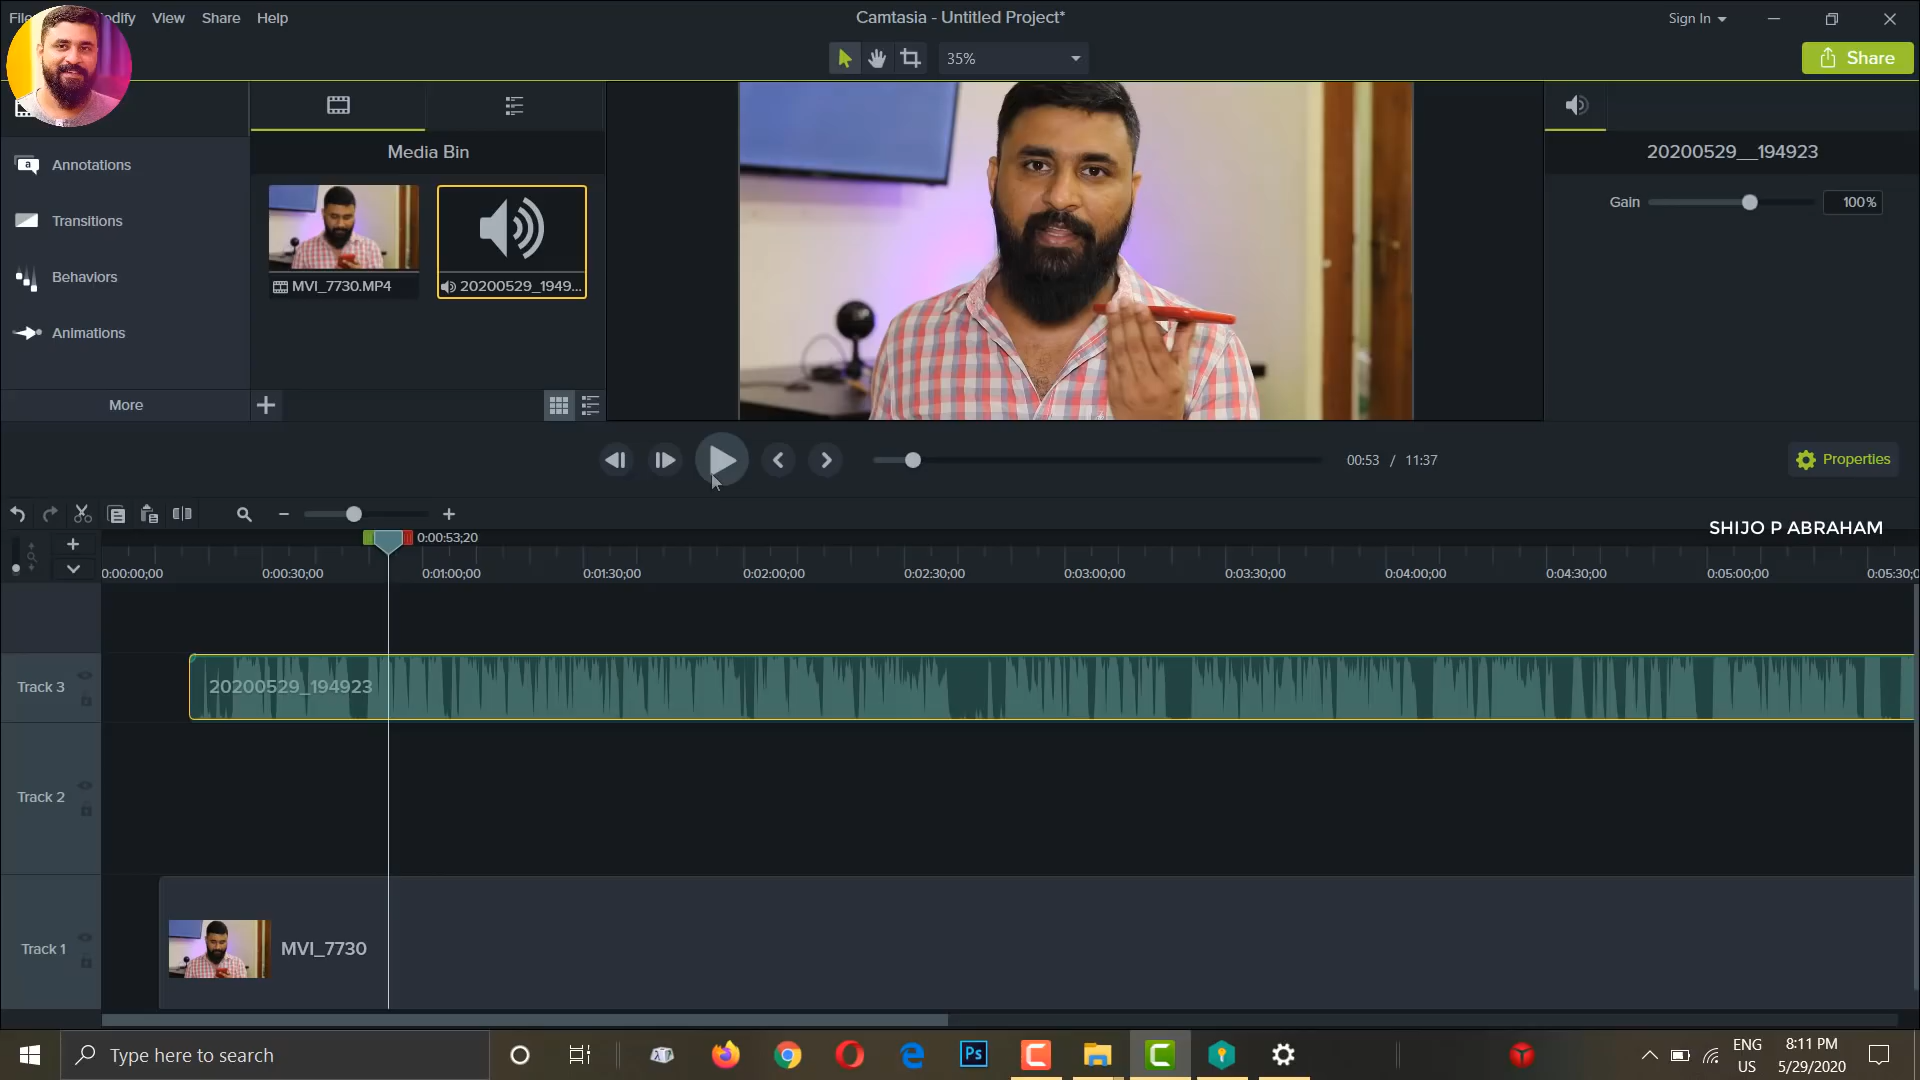 File
View
Share
Help
Camtasia - Untitled Project*
Sign In
35%
Share
Media Bin
20200529__194923
Annotations
Gain
100%
Transitions
Behaviors
MVI_7730.MP4
20200529_1949...
Animations
More
00:53 / 11:37
Properties
SHIJO P ABRAHAM
0:00:53;20
0:00:00;00
0:00:30;00
0:01:00;00
0:01:30;00
0:02:00;00
0:02:30;00
0:03:00;00
0:03:30;00
0:04:00;00
0:04:30;00
0:05:00;00
Track 3
20200529_194923
Track 2
Track 1
MVI_7730
Type here to search
Ps
ENG
US
8:11 PM
5/29/2020